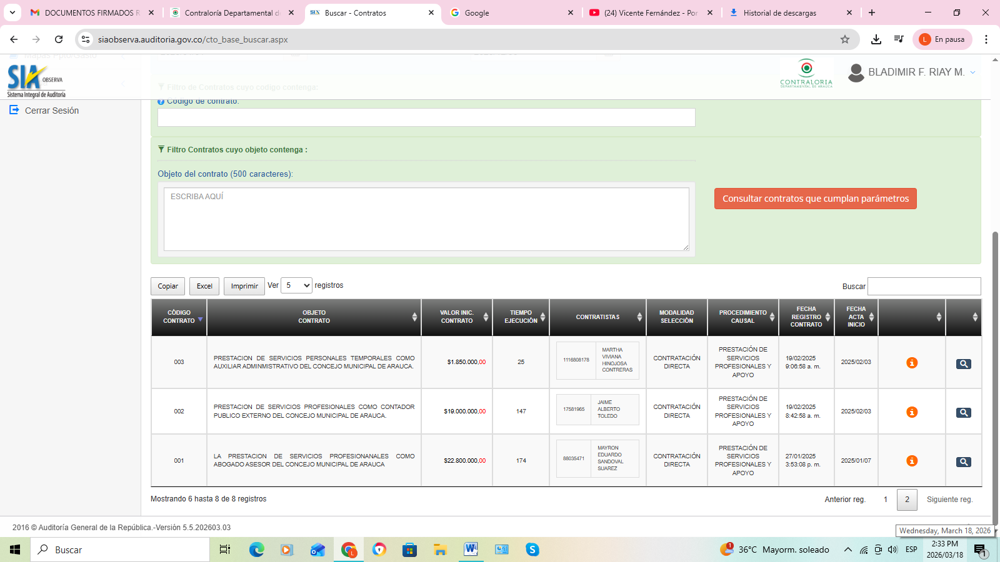 DOCUMENTOS FIRMADOS R
Contraloría Departamental de
SIA Buscar - Contratos
Google
(24) Vicente Fernández - Por
Historial de descargas
siaobserva.auditoria.gov.co/cto_base_buscar.aspx
L En pausa
Mapas Ppto/Gasto
SIA OBSERVA
Sistema Integral de Auditoría
CONTRALORIA
DEPARTAMENTAL DE ARAUCA
BLADIMIR F. RIAY M.
Cerrar Sesión
Filtro de Contratos cuyo codigo contenga:
Código de contrato:
Filtro Contratos cuyo objeto contenga :
Objeto del contrato (500 caracteres):
ESCRIBA AQUÍ
Consultar contratos que cumplan parámetros
Copiar Excel Imprimir Ver 5 registros
Buscar
CÓDIGO CONTRATO
OBJETO CONTRATO
VALOR INIC. CONTRATO
TIEMPO EJECUCIÓN
CONTRATISTAS
MODALIDAD SELECCIÓN
PROCEDIMIENTO CAUSAL
FECHA REGISTRO CONTRATO
FECHA ACTA INICIO
003
PRESTACION DE SERVICIOS PERSONALES TEMPORALES COMO
AUXILIAR ADMINMISTRATIVO DEL CONCEJO MUNICIPAL DE ARAUCA.
$1.850.000,00
25
1116808178
MARTHA
VIVIANA
HINOJOSA
CONTRERAS
CONTRATACIÓN
DIRECTA
PRESTACIÓN DE
SERVICIOS
PROFESIONALES Y
APOYO
19/02/2025
9:06:58 a. m.
2025/02/03
002
PRESTACION DE SERVICIOS PROFESIONALES COMO CONTADOR
PUBLICO EXTERNO DEL CONCEJO MUNICIPAL DE ARAUCA.
$19.000.000,00
147
17581965
JAIME
ALBERTO
TOLEDO
CONTRATACIÓN
DIRECTA
PRESTACIÓN DE
SERVICIOS
PROFESIONALES Y
APOYO
19/02/2025
8:42:58 a. m.
2025/02/03
001
LA PRESTACION DE SERVICIOS PROFESIONANALES COMO
ABOGADO ASESOR DEL CONCEJO MUNICIPAL DE ARAUCA
$22.800.000,00
174
88035471
MAYRON
EDUARDO
SANDOVAL
SUAREZ
CONTRATACIÓN
DIRECTA
PRESTACIÓN DE
SERVICIOS
PROFESIONALES Y
APOYO
27/01/2025
3:53:08 p. m.
2025/01/07
Mostrando 6 hasta 8 de 8 registros
Anterior reg. 1 2 Siguiente reg.
2016 © Auditoría General de la República.-Versión 5.5.202603.03
Wednesday, March 18, 2026
Buscar
1
36°C Mayorm. soleado
ESP
2:33 PM
2026/03/18
1